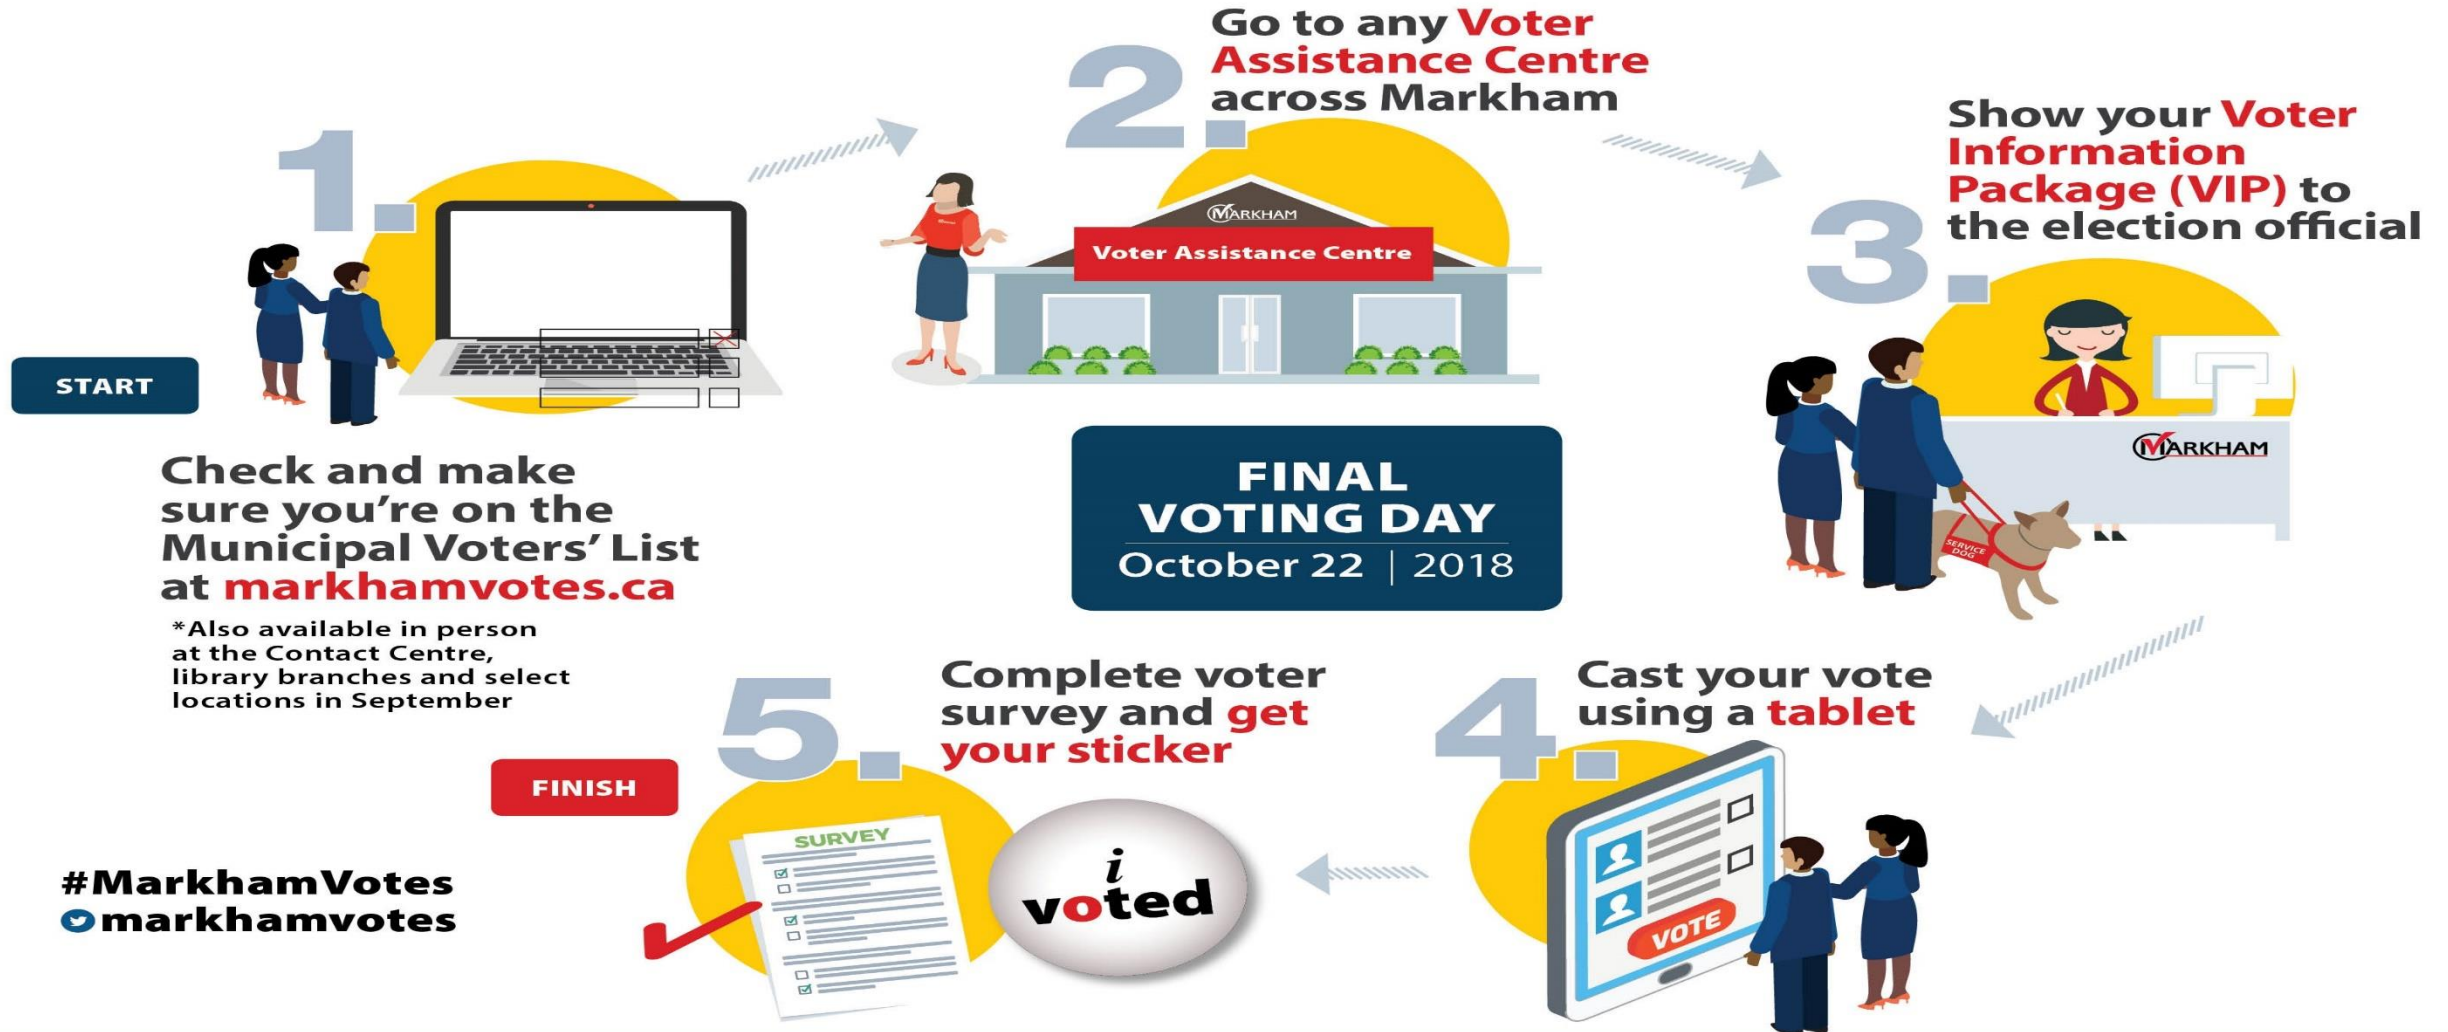 START
1.
Check and make
sure you're on the
Municipal Voters' List
at markhamvotes.ca
*Also available in person
at the Contact Centre,
library branches and select
locations in September
2.
Go to any Voter
Assistance Centre
across Markham
MARKHAM
Voter Assistance Centre
3.
Show your Voter
Information
Package (VIP) to
the election official
MARKHAM
SERVICE
DOG
FINAL
VOTING DAY
October 22 | 2018
4.
Cast your vote
using a tablet
VOTE
5.
Complete voter
survey and get
your sticker
SURVEY
i
voted
FINISH
#MarkhamVotes
markhamvotes